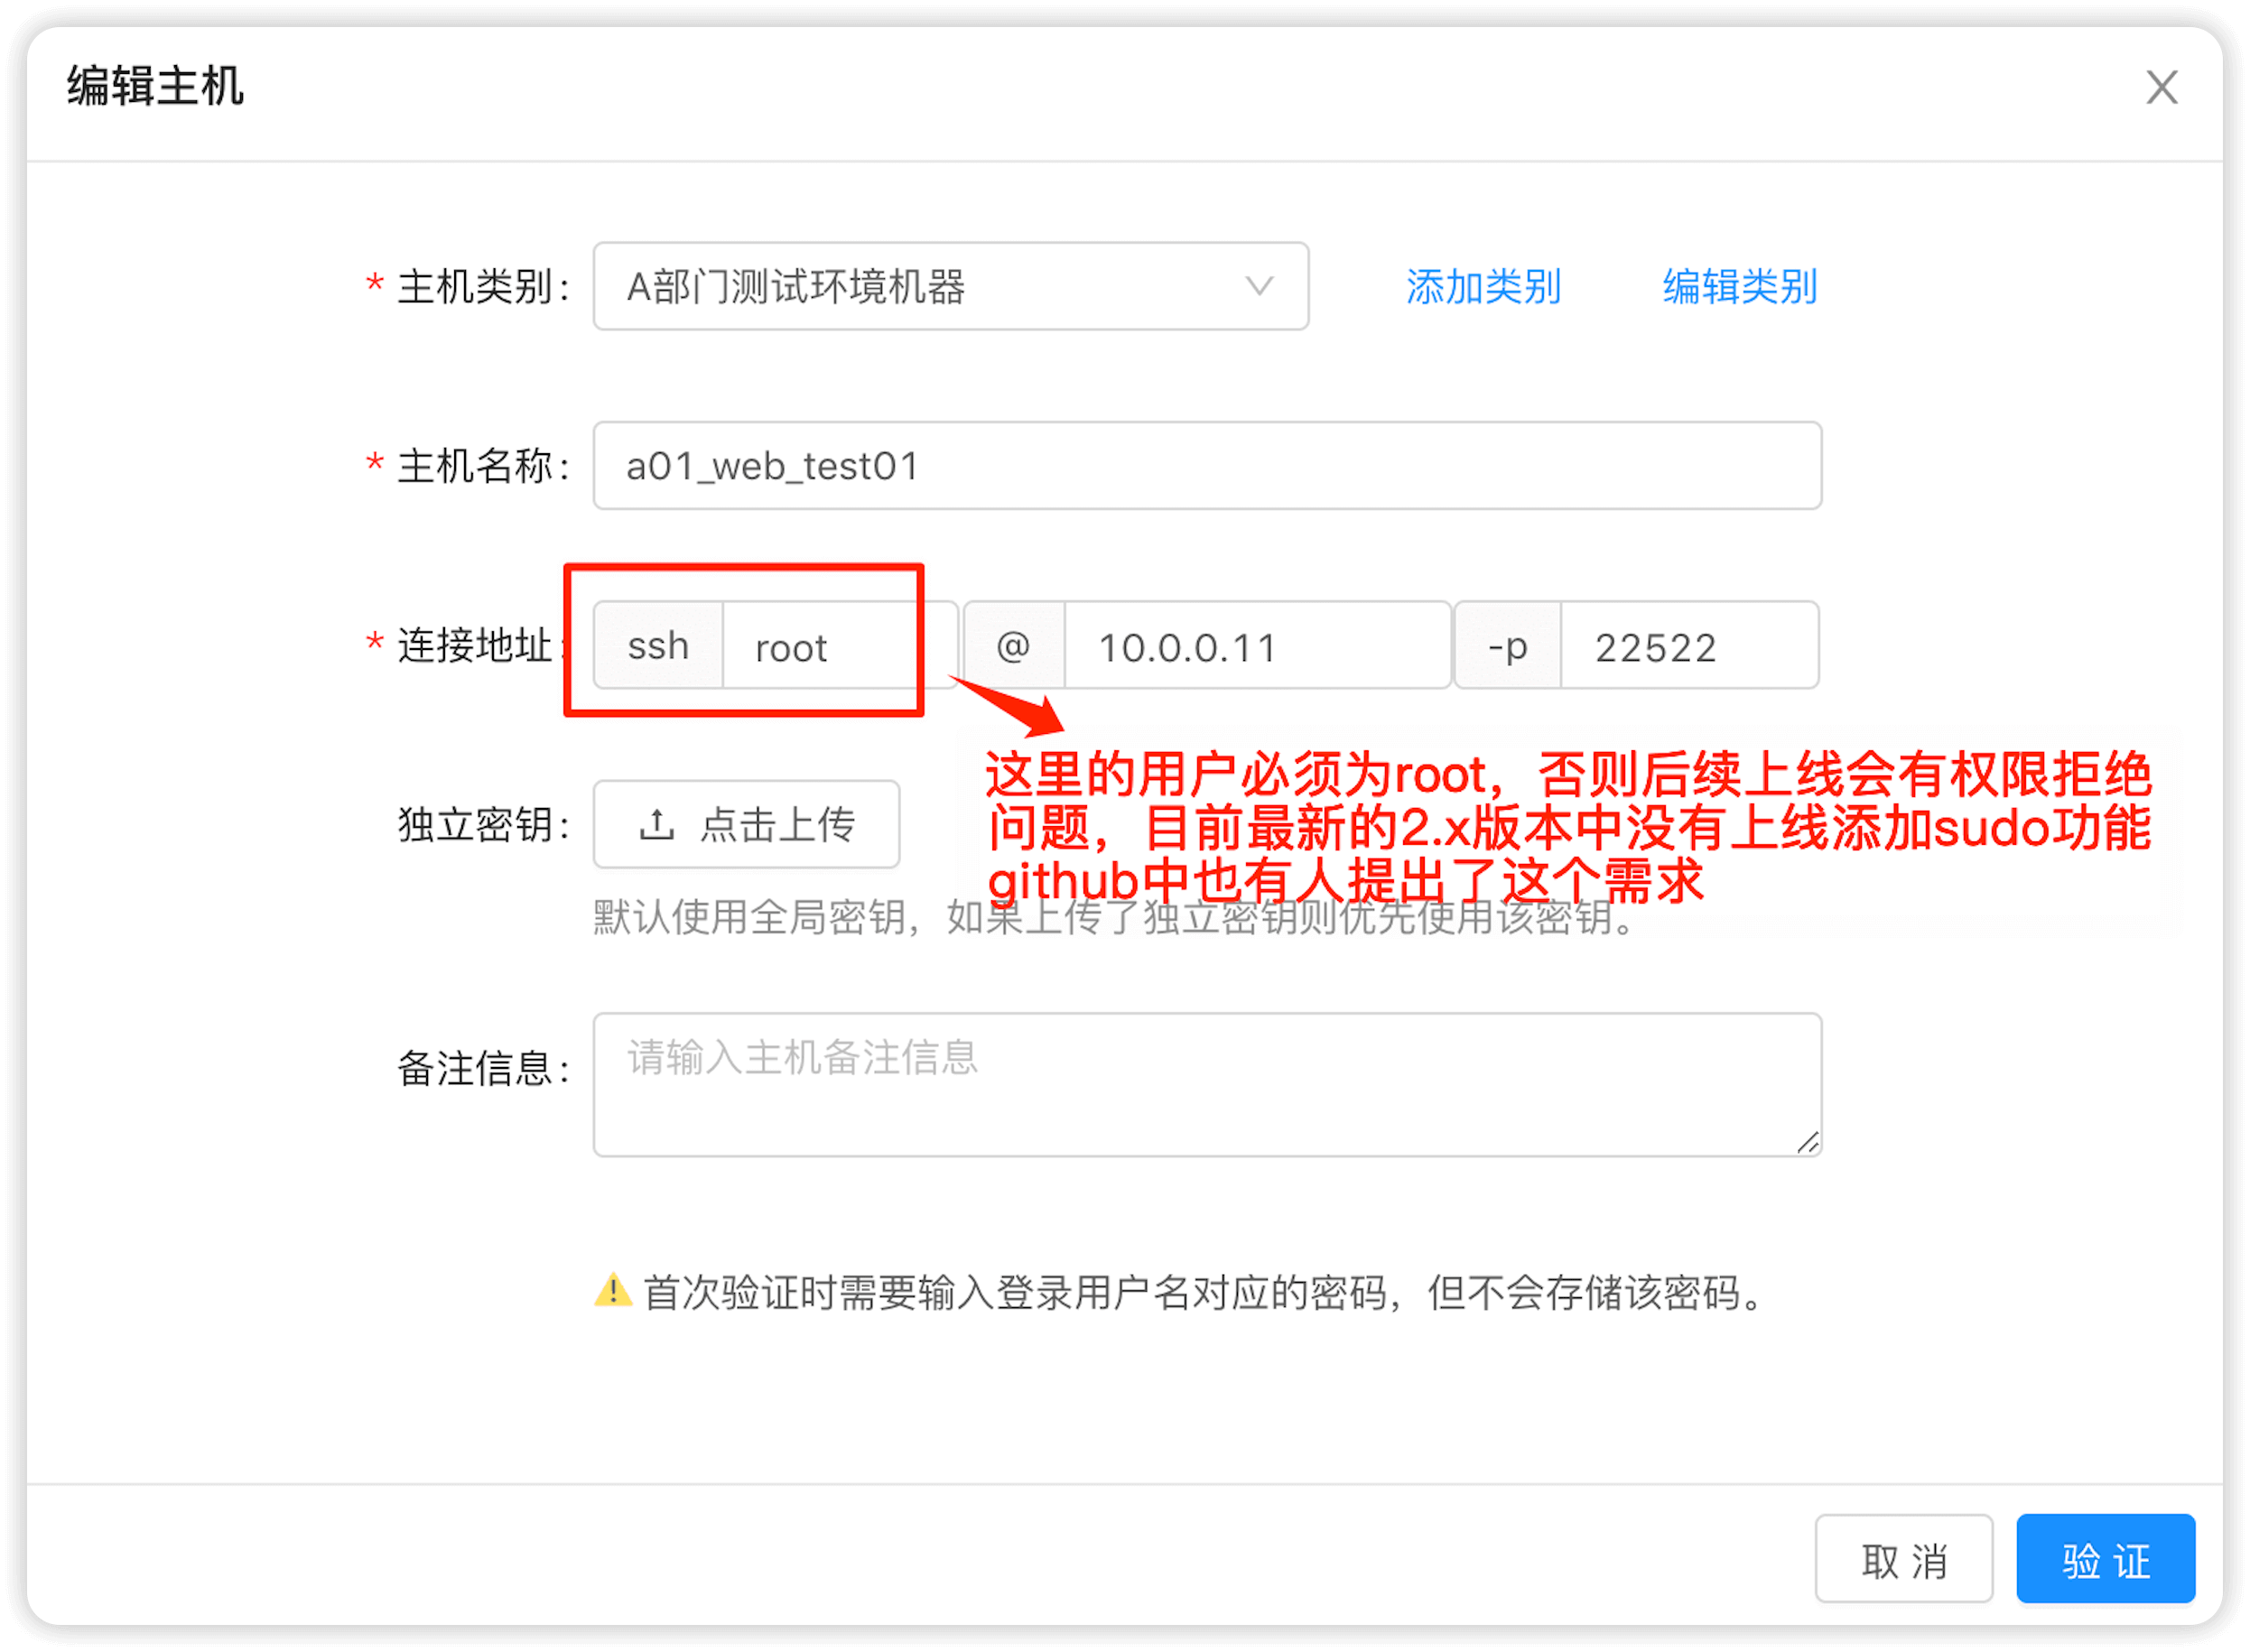 编辑主机
* 主机类别: A部门测试环境机器 添加类别 编辑类别
* 主机名称: a01_web_test01
* 连接地址: ssh root @ 10.0.0.11 -p 22522
这里的用户必须为root，否则后续上线会有权限拒绝
问题，目前最新的2.x版本中没有上线添加sudo功能
github中也有人提出了这个需求
独立密钥: 点击上传
默认使用全局密钥，如果上传了独立密钥则优先使用该密钥。
备注信息: 请输入主机备注信息
首次验证时需要输入登录用户名对应的密码，但不会存储该密码。
取 消 验 证